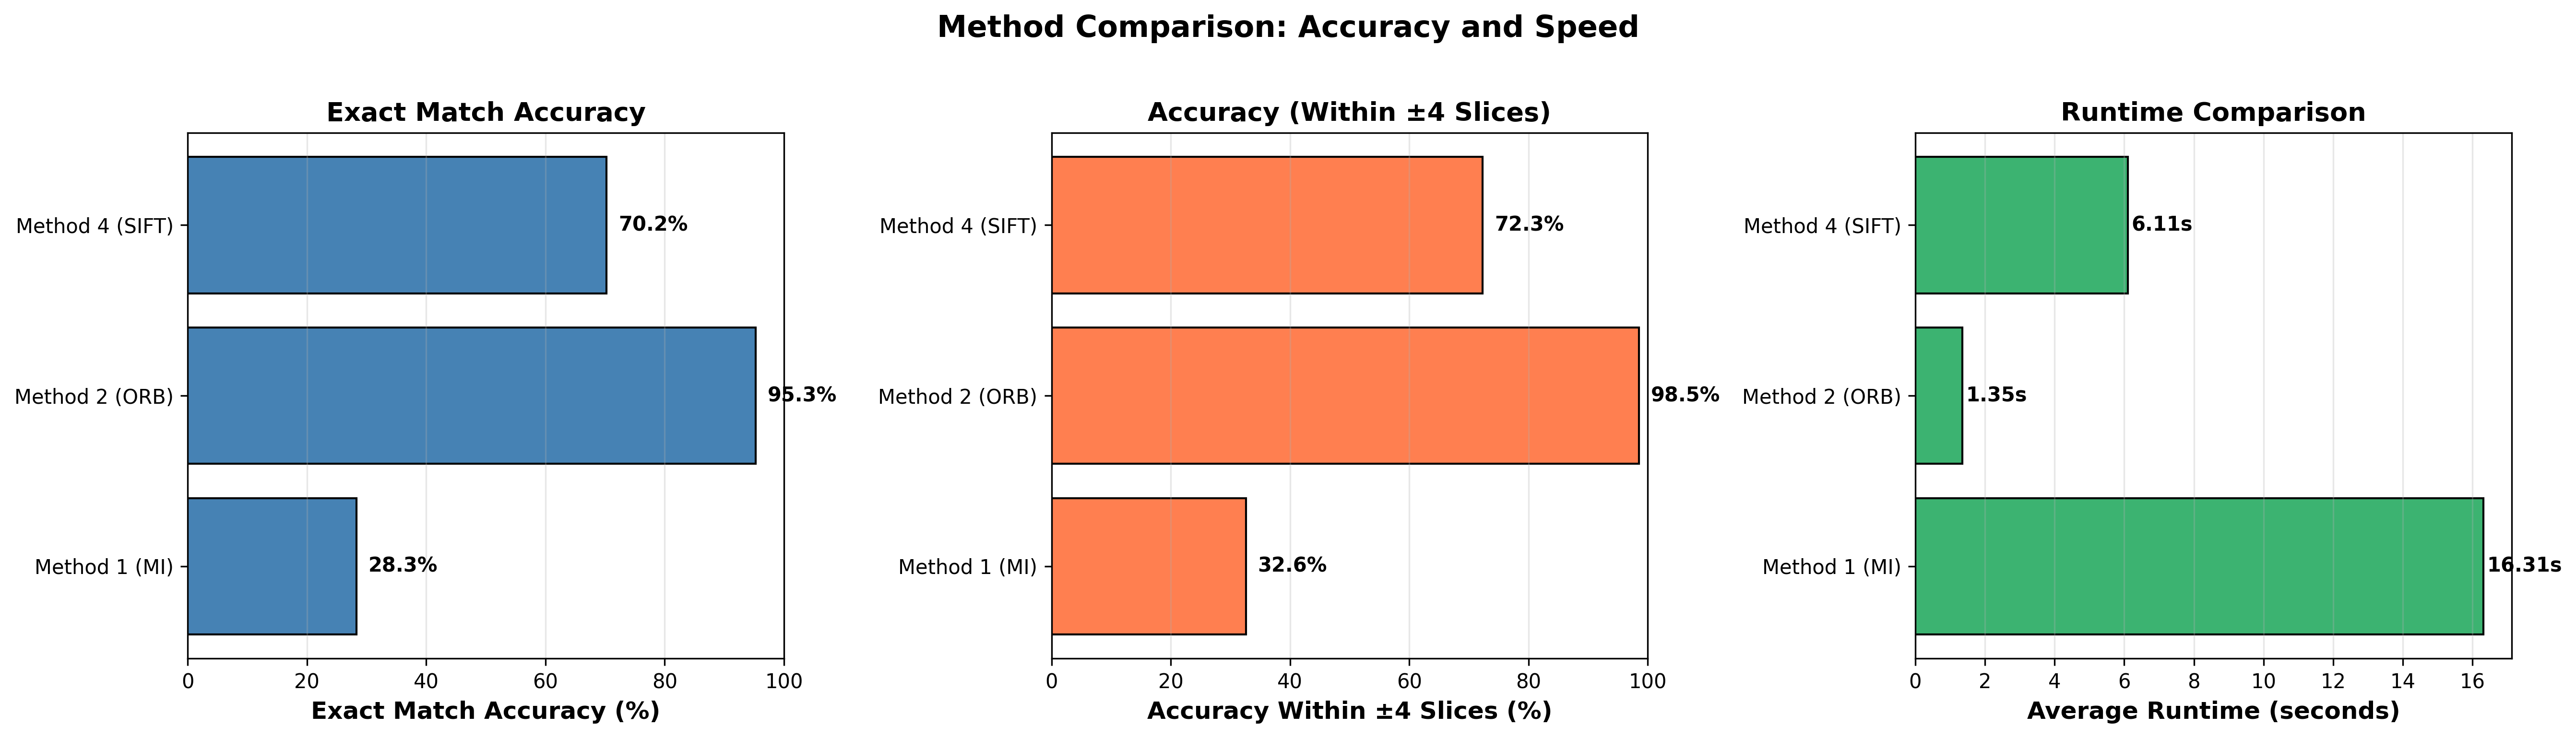 Method Comparison: Accuracy and Speed
Exact Match Accuracy
Method 4 (SIFT)
70.2%
Method 2 (ORB)
95.3%
Method 1 (MI)
28.3%
0 20 40 60 80 100
Exact Match Accuracy (%)
Accuracy (Within ±4 Slices)
Method 4 (SIFT)
72.3%
Method 2 (ORB)
98.5%
Method 1 (MI)
32.6%
0 20 40 60 80 100
Accuracy Within ±4 Slices (%)
Runtime Comparison
Method 4 (SIFT)
6.11s
Method 2 (ORB)
1.35s
Method 1 (MI)
16.31s
0 2 4 6 8 10 12 14 16
Average Runtime (seconds)